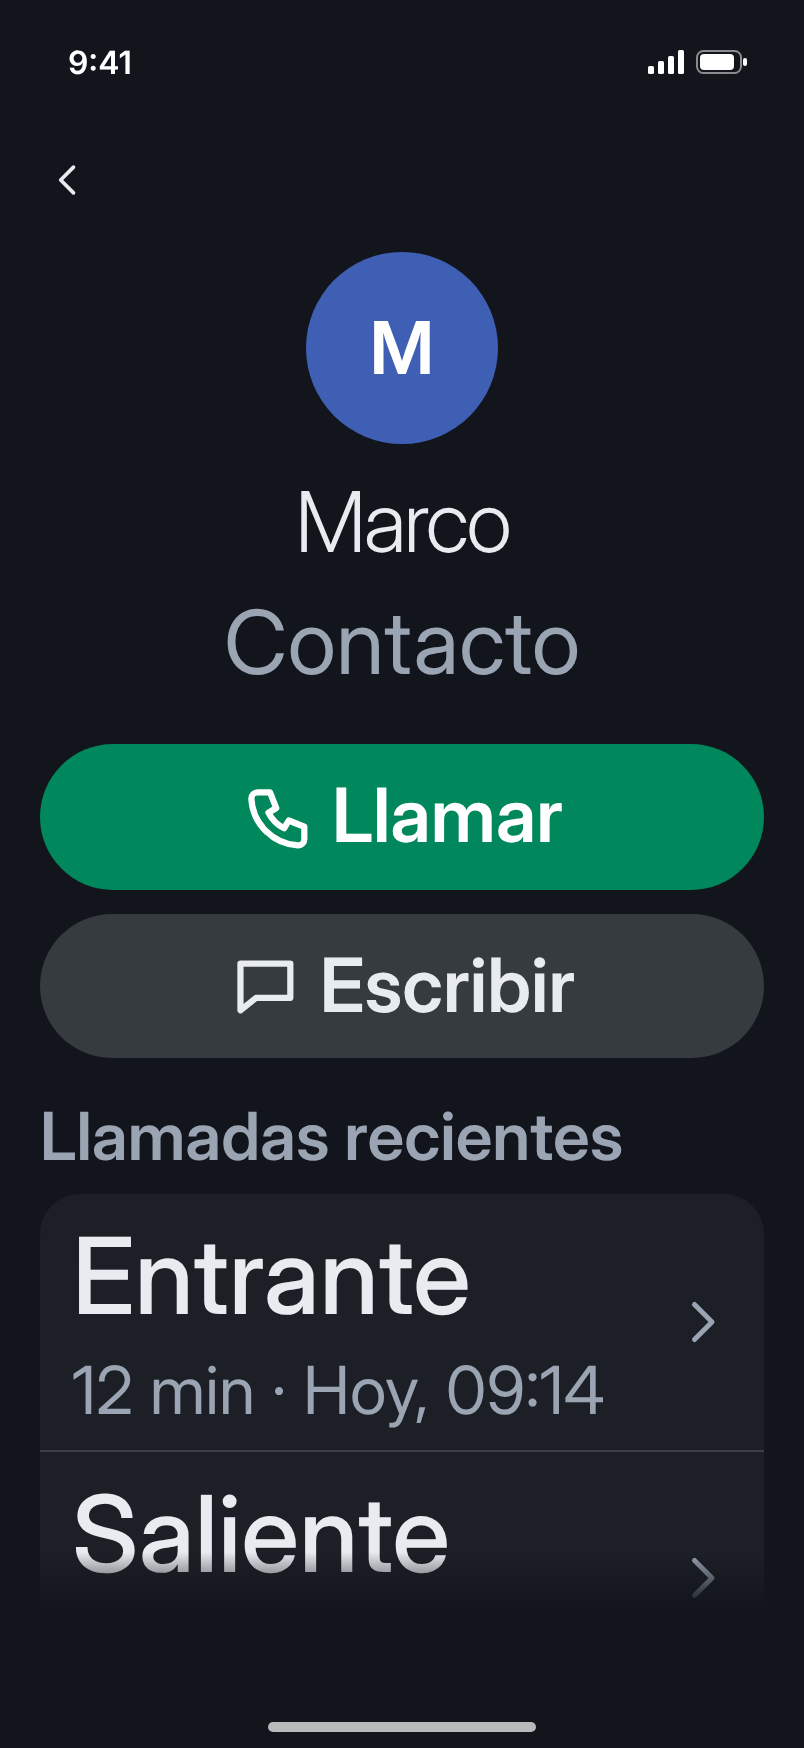 9:41
M
Marco
Contacto
Llamar
Escribir
Llamadas recientes
Entrante
12 min · Hoy, 09:14
Saliente